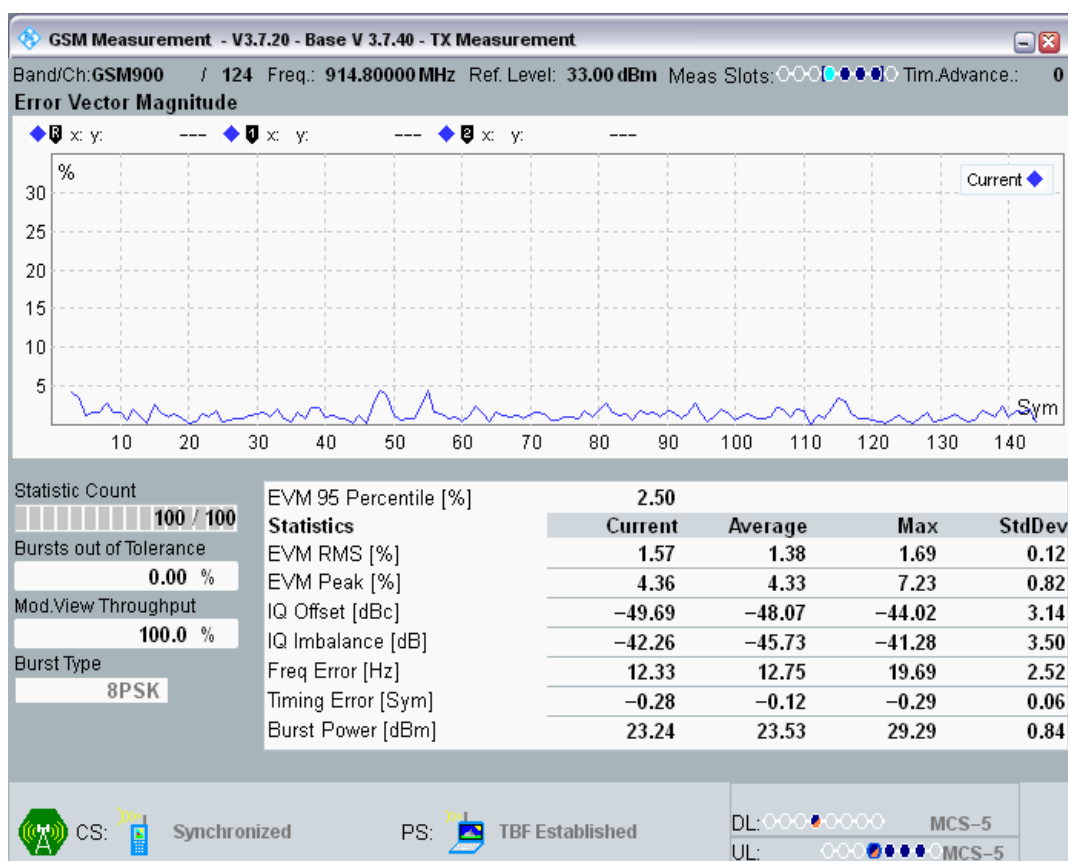 GSM Measurement - V3.7.20 - Base V 3.7.40 - TX Measurement
Band/Ch:GSM900 / 124 Freq.: 914.80000 MHz Ref. Level: 33.00 dBm Meas Slots: Tim.Advance.: 0
Error Vector Magnitude
R x: y: --- 1 x: y: --- 2 x: y: ---
%
Current
30
25
20
15
10
5
Sym
10 20 30 40 50 60 70 80 90 100 110 120 130 140
Statistic Count
100 / 100
Bursts out of Tolerance
0.00 %
Mod.View Throughput
100.0 %
Burst Type
8PSK
EVM 95 Percentile [%] 2.50
Statistics Current Average Max StdDev
EVM RMS [%] 1.57 1.38 1.69 0.12
EVM Peak [%] 4.36 4.33 7.23 0.82
IQ Offset [dBc] −49.69 −48.07 −44.02 3.14
IQ Imbalance [dB] −42.26 −45.73 −41.28 3.50
Freq Error [Hz] 12.33 12.75 19.69 2.52
Timing Error [Sym] −0.28 −0.12 −0.29 0.06
Burst Power [dBm] 23.24 23.53 29.29 0.84
CS: Synchronized PS: TBF Established
DL: MCS−5
UL: MCS−5